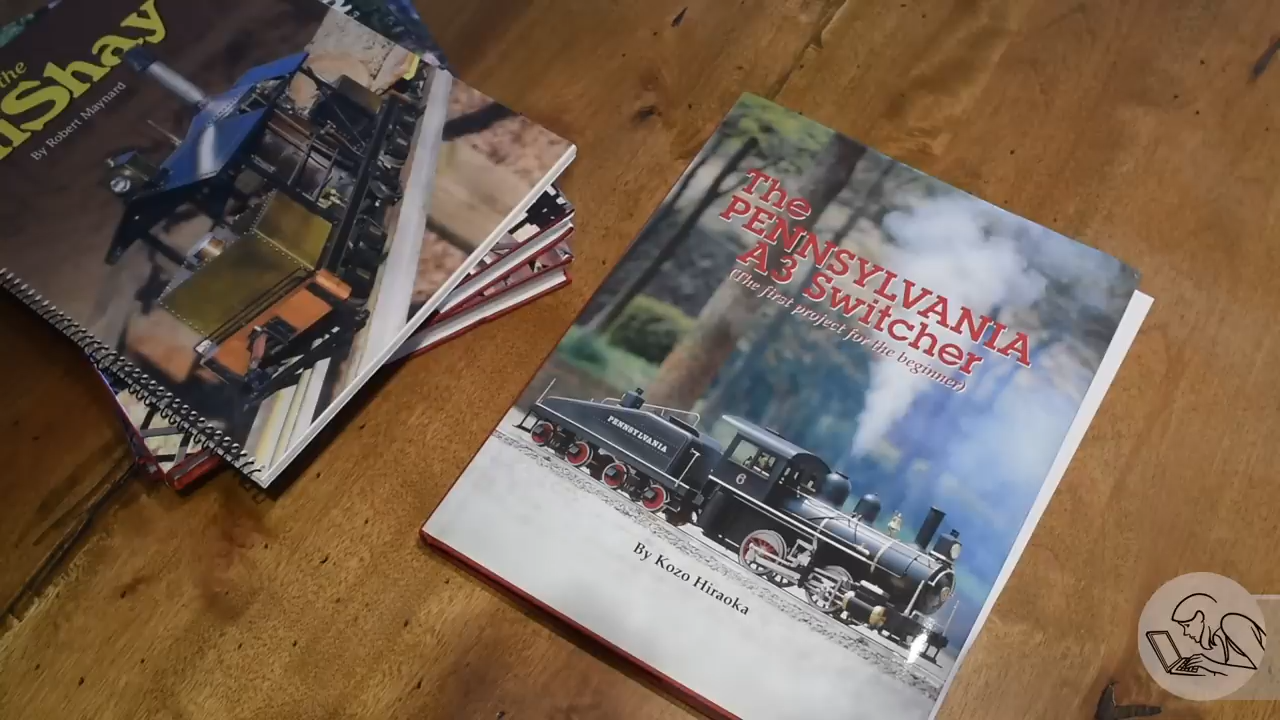 the
Shay
By Robert Maynard
The
PENNSYLVANIA
A3 Switcher
(The first project for the beginner)
PENNSYLVANIA
6
By Kozo Hiraoka